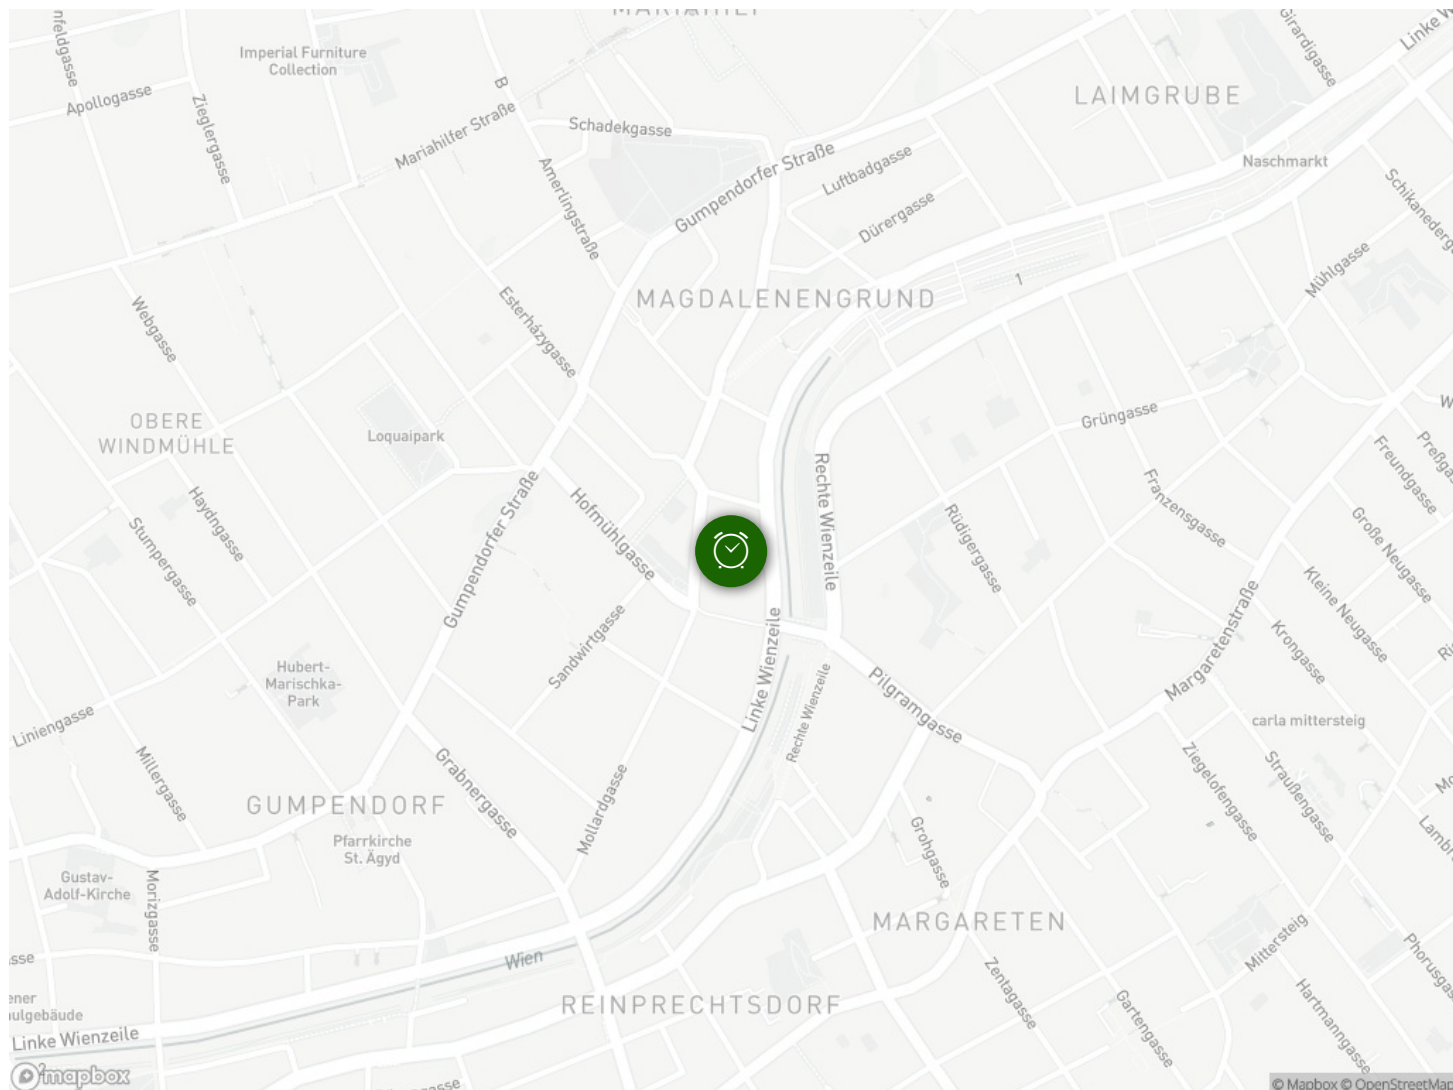 Linke W
Girardigasse
Imperial Furniture
Collection
LAIMGRUBE
Apollogasse
Zieglergasse
B
Mariahilfer Straße
Schadekgasse
Amerlingstraße
Gumpendorfer Straße
Luftbadgasse
Dürergasse
Naschmarkt
Mühlgasse
1
MAGDALENENGRUND
Esterházygasse
Webgasse
OBERE
WINDMÜHLE
Loquaipark
Grüngasse
Freundgasse
Rechte Wienzeile
Franzensgasse
Haydngasse
Stumpergasse
Gumpendorfer Straße
Hofmühlgasse
Rüdigergasse
Große Neugasse
Kleine Neugasse
Sandwirtgasse
Linke Wienzeile
Rechte Wienzeile
Pilgramgasse
Margaretenstraße
Krongasse
Hubert-
Marischka-
Park
Liniengasse
carla mittersteig
Millergasse
Grabnergasse
Mollardgasse
Ziegelofengasse
Straußengasse
GUMPENDORF
Pfarrkirche
St. Ägyd
Grohgasse
Gustav-
Adolf-Kirche
Morizgasse
MARGARETEN
Mittersteig
Wien
REINPRECHTSDORF
Zentagasse
Gartengasse
Hartmanngasse
Linke Wienzeile
mapbox
© Mapbox © OpenStreetMap